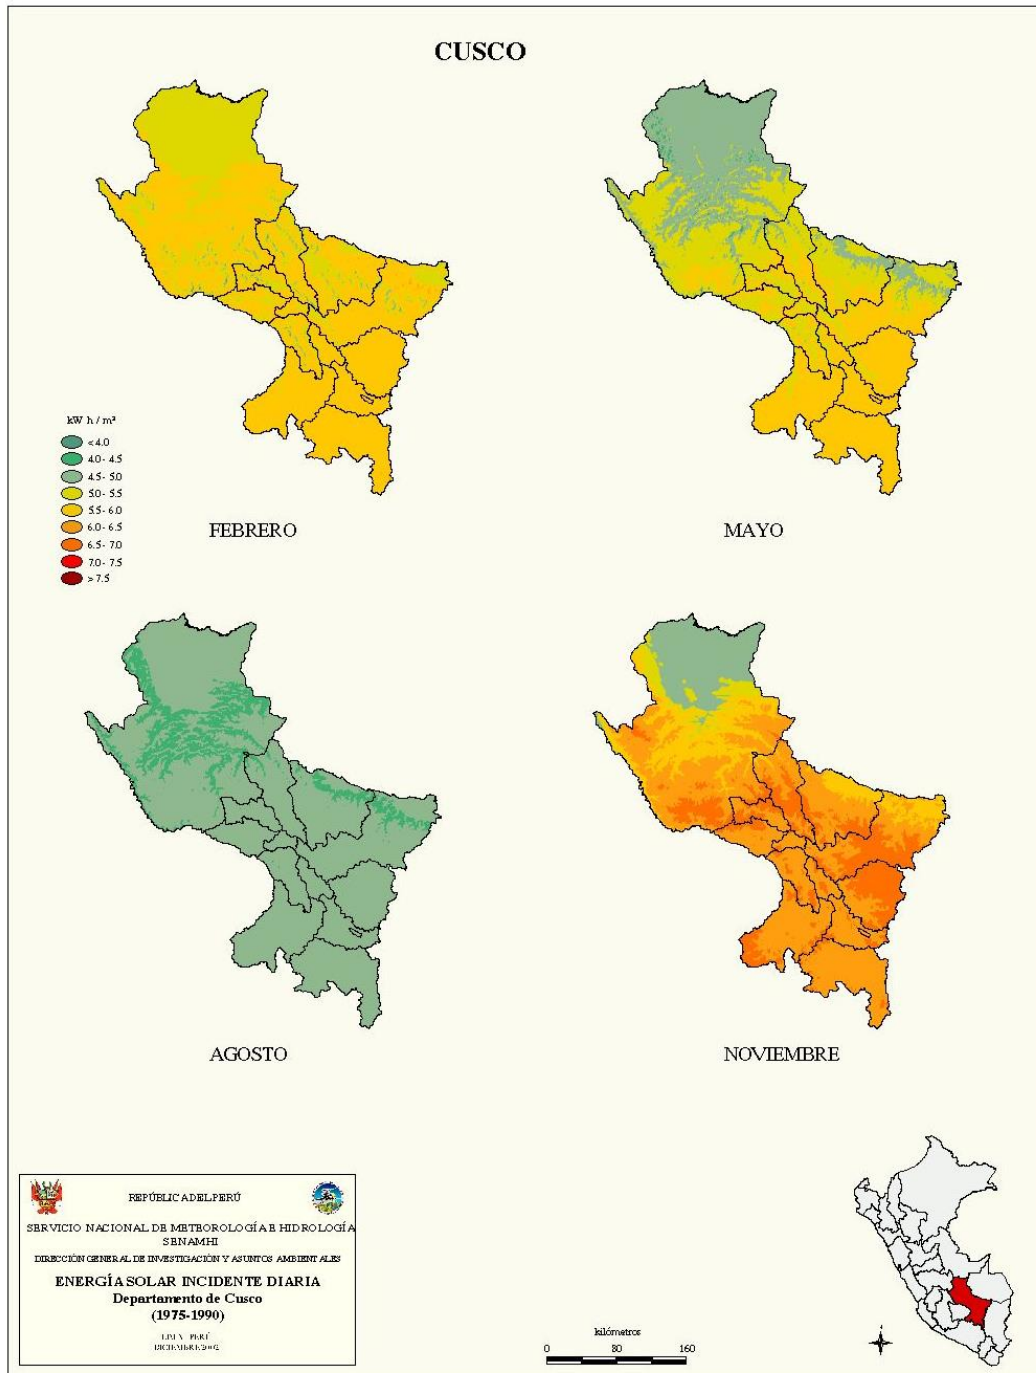 CUSCO
kW h / m²
< 4.0
4.0 - 4.5
4.5 - 5.0
5.0 - 5.5
5.5 - 6.0
6.0 - 6.5
6.5 - 7.0
7.0 - 7.5
> 7.5
FEBRERO
MAYO
AGOSTO
NOVIEMBRE
REPÚBLICA DEL PERÚ
SERVICIO NACIONAL DE METEOROLOGÍA E HIDROLOGÍA
SENAMHI
DIRECCIÓN GENERAL DE INVESTIGACIÓN Y ASUNTOS AMBIENTALES
ENERGÍA SOLAR INCIDENTE DIARIA
Departamento de Cusco
(1975-1990)
PERÚ
DICIEMBRE
kilómetros
0 80 160